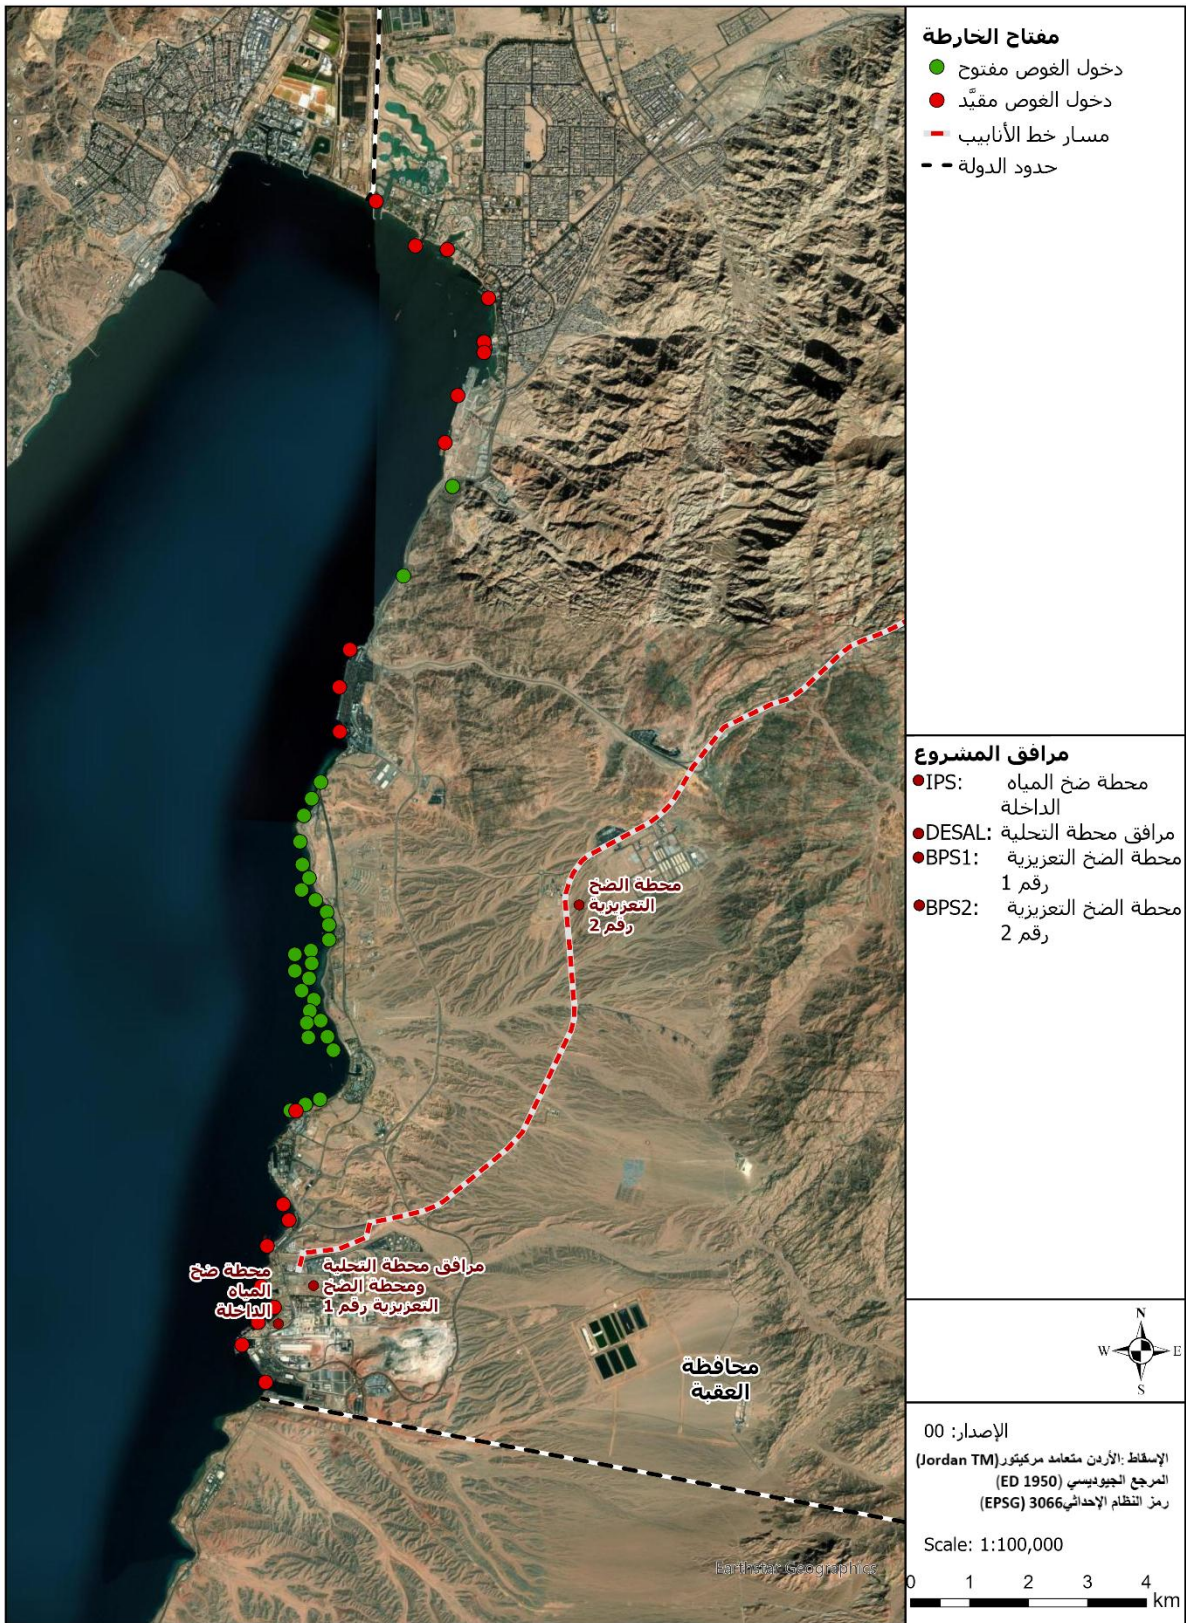 مفتاح الخارطة
دخول الغوص مفتوح
دخول الغوص مقيَّد
مسار خط الأنابيب
حدود الدولة
مرافق المشروع
IPS: محطة ضخ المياه
الداخلة
DESAL: مرافق محطة التحلية
BPS1: محطة الضخ التعزيزية
رقم 1
BPS2: محطة الضخ التعزيزية
رقم 2
محطة الضخ
التعزيزية
رقم 2
محطة ضخ
المياه
الداخلة
مرافق محطة التحلية
ومحطة الضخ
التعزيزية رقم 1
محافظة
العقبة
N
W E
S
الإصدار: 00
الإسقاط :الأردن متعامد مركيتور(Jordan TM)
المرجع الجيوديسي (ED 1950)
رمز النظام الإحداثي3066 (EPSG)
Scale: 1:100,000
0 1 2 3 4
km
Earthstar Geographics